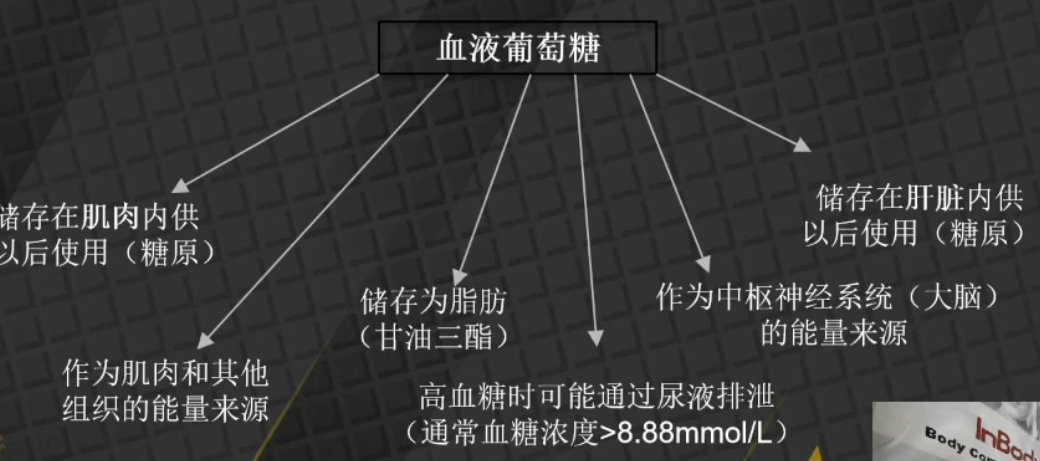 血液葡萄糖
储存在肌肉内供
以后使用（糖原）
储存在肝脏内供
以后使用（糖原）
储存为脂肪
（甘油三酯）
作为中枢神经系统（大脑）
的能量来源
作为肌肉和其他
组织的能量来源
高血糖时可能通过尿液排泄
（通常血糖浓度>8.88mmol/L）
InBody
Body